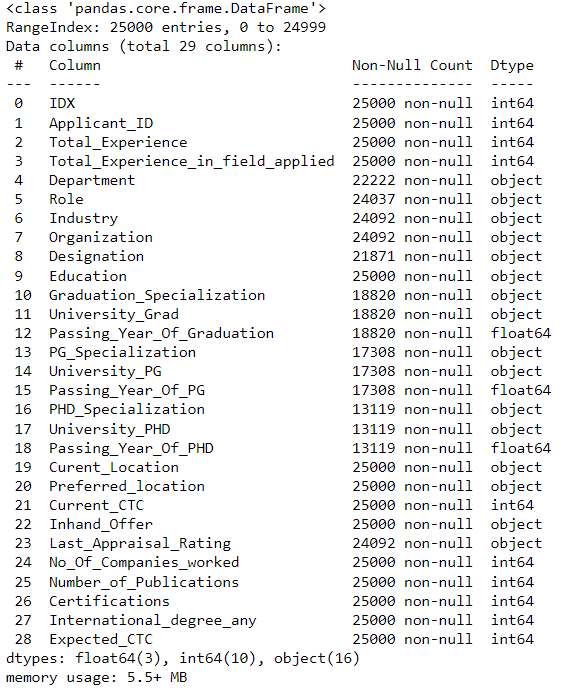 <class 'pandas.core.frame.DataFrame'>
RangeIndex: 25000 entries, 0 to 24999
Data columns (total 29 columns):
 #   Column                           Non-Null Count  Dtype
---  ------                           --------------  -----
 0   IDX                              25000 non-null  int64
 1   Applicant_ID                     25000 non-null  int64
 2   Total_Experience                 25000 non-null  int64
 3   Total_Experience_in_field_applied  25000 non-null  int64
 4   Department                       22222 non-null  object
 5   Role                             24037 non-null  object
 6   Industry                         24092 non-null  object
 7   Organization                     24092 non-null  object
 8   Designation                      21871 non-null  object
 9   Education                        25000 non-null  object
 10  Graduation_Specialization        18820 non-null  object
 11  University_Grad                  18820 non-null  object
 12  Passing_Year_Of_Graduation       18820 non-null  float64
 13  PG_Specialization                17308 non-null  object
 14  University_PG                    17308 non-null  object
 15  Passing_Year_Of_PG               17308 non-null  float64
 16  PHD_Specialization               13119 non-null  object
 17  University_PHD                   13119 non-null  object
 18  Passing_Year_Of_PHD              13119 non-null  float64
 19  Curent_Location                  25000 non-null  object
 20  Preferred_location               25000 non-null  object
 21  Current_CTC                      25000 non-null  int64
 22  Inhand_Offer                     25000 non-null  object
 23  Last_Appraisal_Rating            24092 non-null  object
 24  No_Of_Companies_worked           25000 non-null  int64
 25  Number_of_Publications           25000 non-null  int64
 26  Certifications                   25000 non-null  int64
 27  International_degree_any         25000 non-null  int64
 28  Expected_CTC                     25000 non-null  int64
dtypes: float64(3), int64(10), object(16)
memory usage: 5.5+ MB